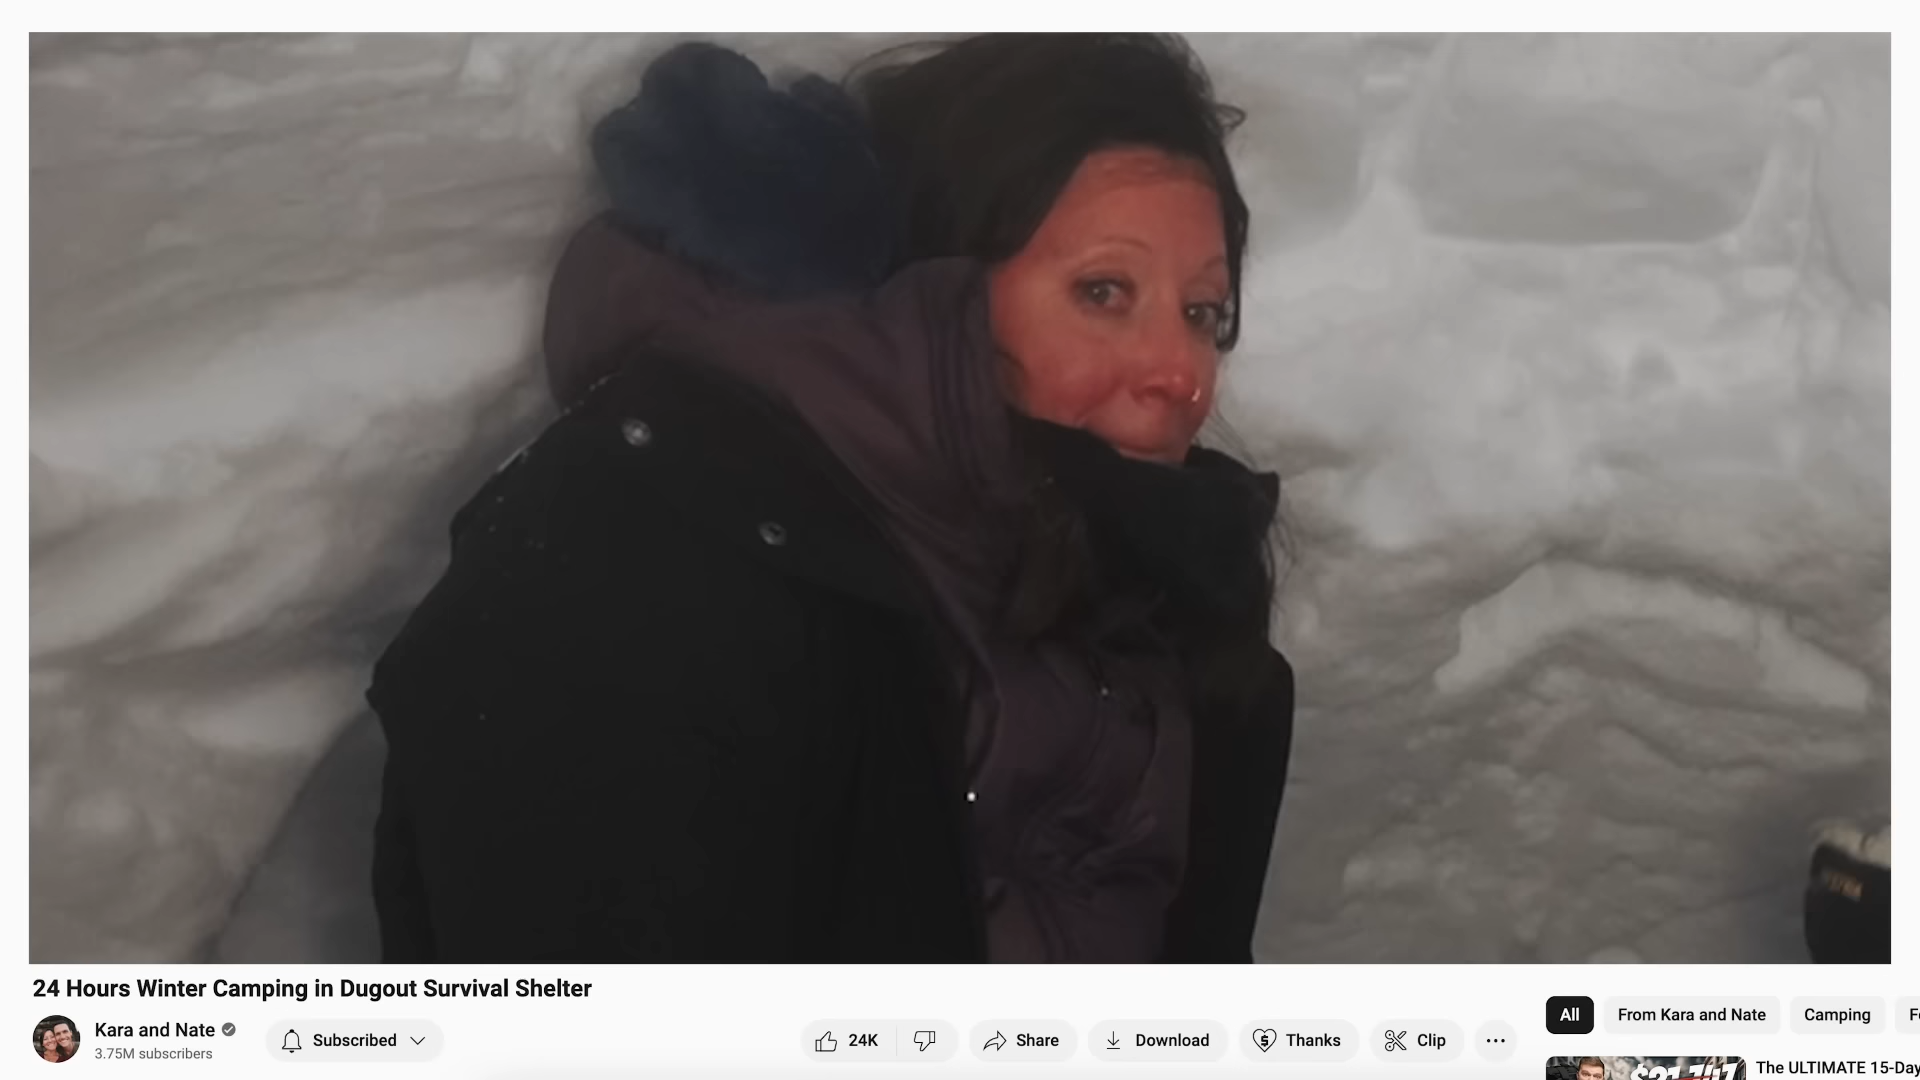 24 Hours Winter Camping in Dugout Survival Shelter
Kara and Nate
3.75M subscribers
Subscribed
24K
Share
Download
Thanks
Clip
All
From Kara and Nate
Camping
The ULTIMATE 15-Day